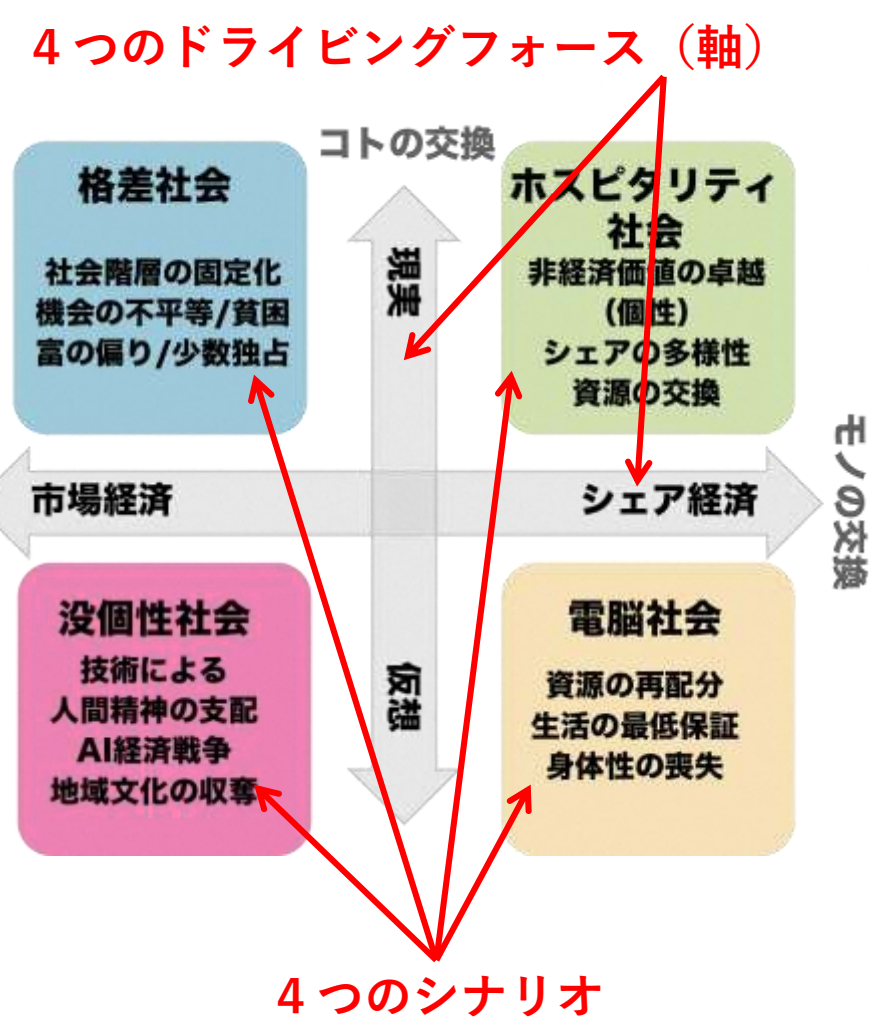 ４つのドライビングフォース（軸）
コトの交換
格差社会
社会階層の固定化
機会の不平等/貧困
富の偏り/少数独占
現実
ホスピタリティ
社会
非経済価値の卓越
（個性）
シェアの多様性
資源の交換
市場経済
シェア経済
モノの交換
没個性社会
技術による
人間精神の支配
AI経済戦争
地域文化の収奪
仮想
電脳社会
資源の再配分
生活の最低保証
身体性の喪失
４つのシナリオ